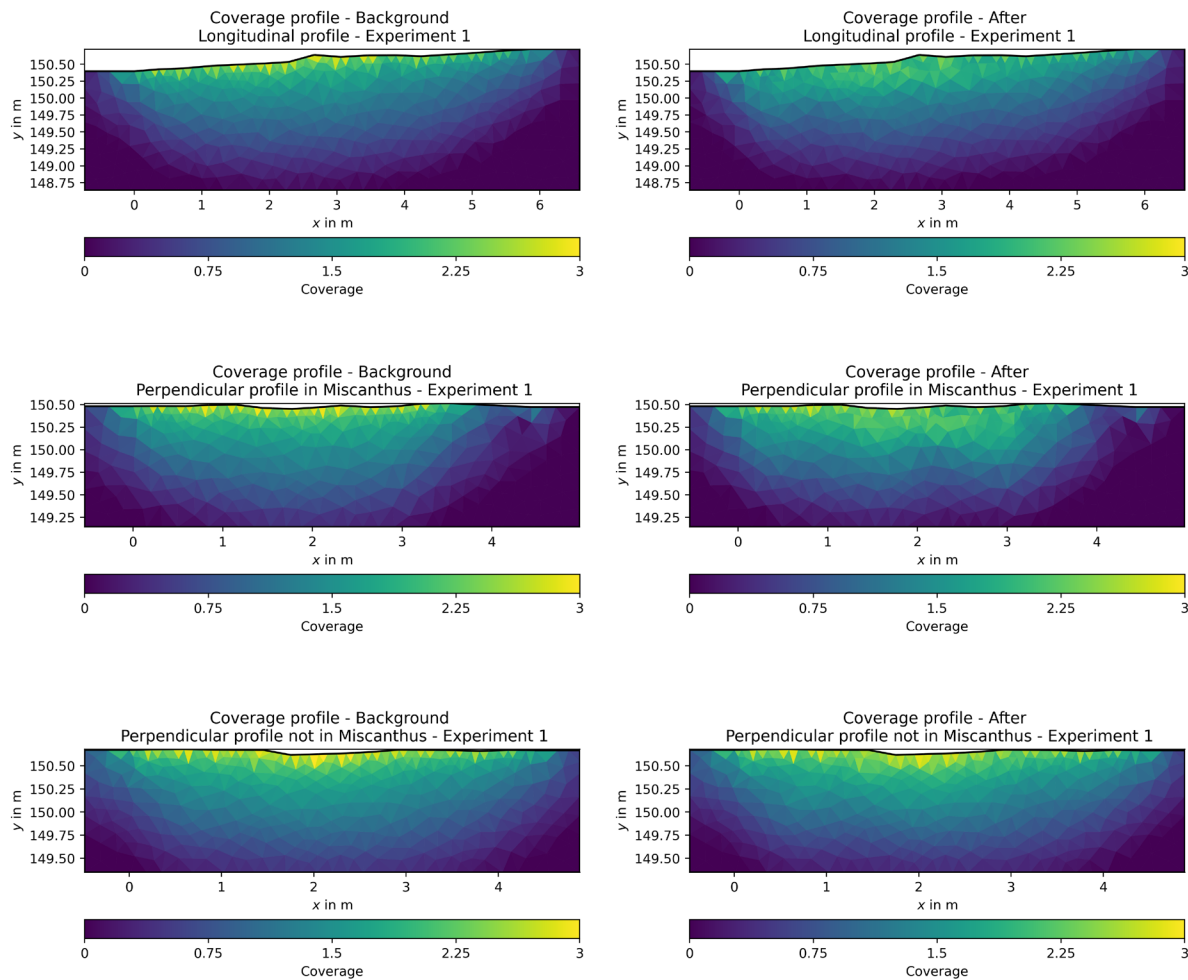 Coverage profile - Background
Longitudinal profile - Experiment 1
150.50
150.25
150.00
149.75
149.50
149.25
149.00
148.75
y in m
0 1 2 3 4 5 6
x in m
0 0.75 1.5 2.25 3
Coverage
Coverage profile - After
Longitudinal profile - Experiment 1
150.50
150.25
150.00
149.75
149.50
149.25
149.00
148.75
y in m
0 1 2 3 4 5 6
x in m
0 0.75 1.5 2.25 3
Coverage
Coverage profile - Background
Perpendicular profile in Miscanthus - Experiment 1
150.50
150.25
150.00
149.75
149.50
149.25
y in m
0 1 2 3 4
x in m
0 0.75 1.5 2.25 3
Coverage
Coverage profile - After
Perpendicular profile in Miscanthus - Experiment 1
150.50
150.25
150.00
149.75
149.50
149.25
y in m
0 1 2 3 4
x in m
0 0.75 1.5 2.25 3
Coverage
Coverage profile - Background
Perpendicular profile not in Miscanthus - Experiment 1
150.50
150.25
150.00
149.75
149.50
y in m
0 1 2 3 4
x in m
0 0.75 1.5 2.25 3
Coverage
Coverage profile - After
Perpendicular profile not in Miscanthus - Experiment 1
150.50
150.25
150.00
149.75
149.50
y in m
0 1 2 3 4
x in m
0 0.75 1.5 2.25 3
Coverage